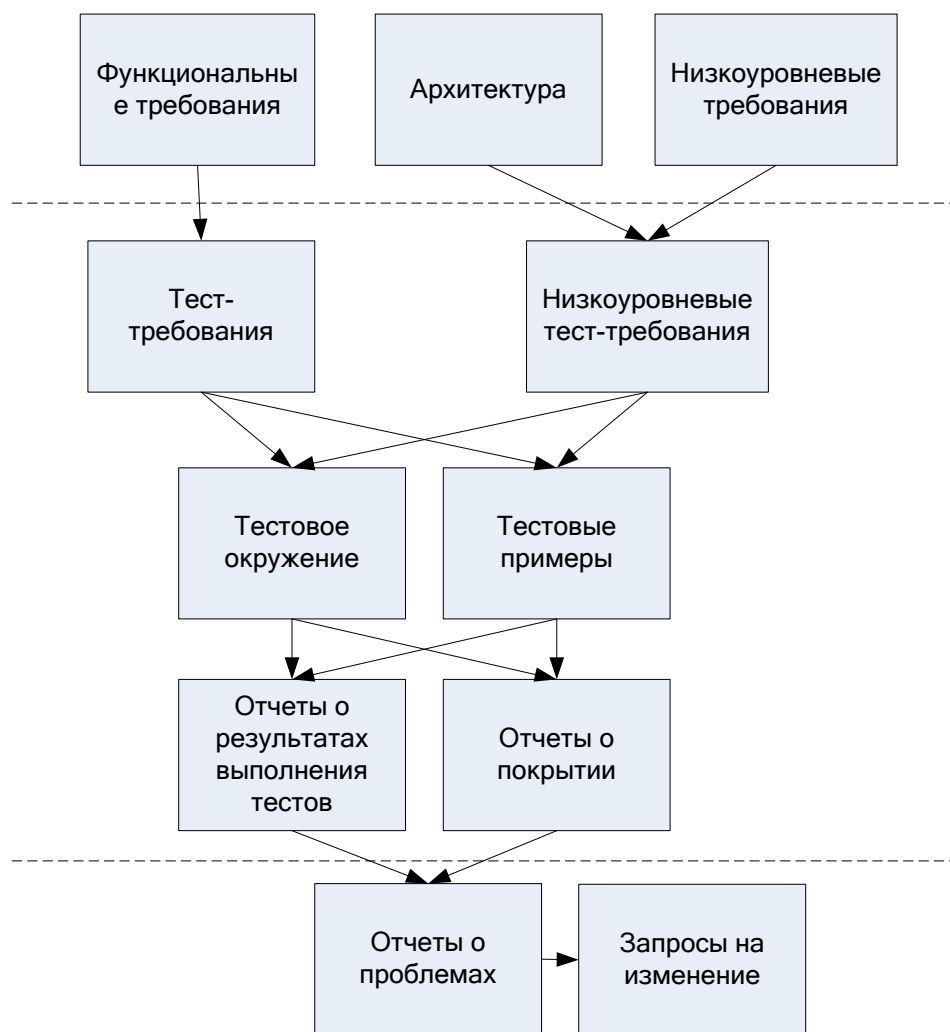 Функциональны
е требования
Архитектура
Низкоуровневые
требования
Тест-
требования
Низкоуровневые
тест-требования
Тестовое
окружение
Тестовые
примеры
Отчеты о
результатах
выполнения
тестов
Отчеты о
покрытии
Отчеты о
проблемах
Запросы на
изменение